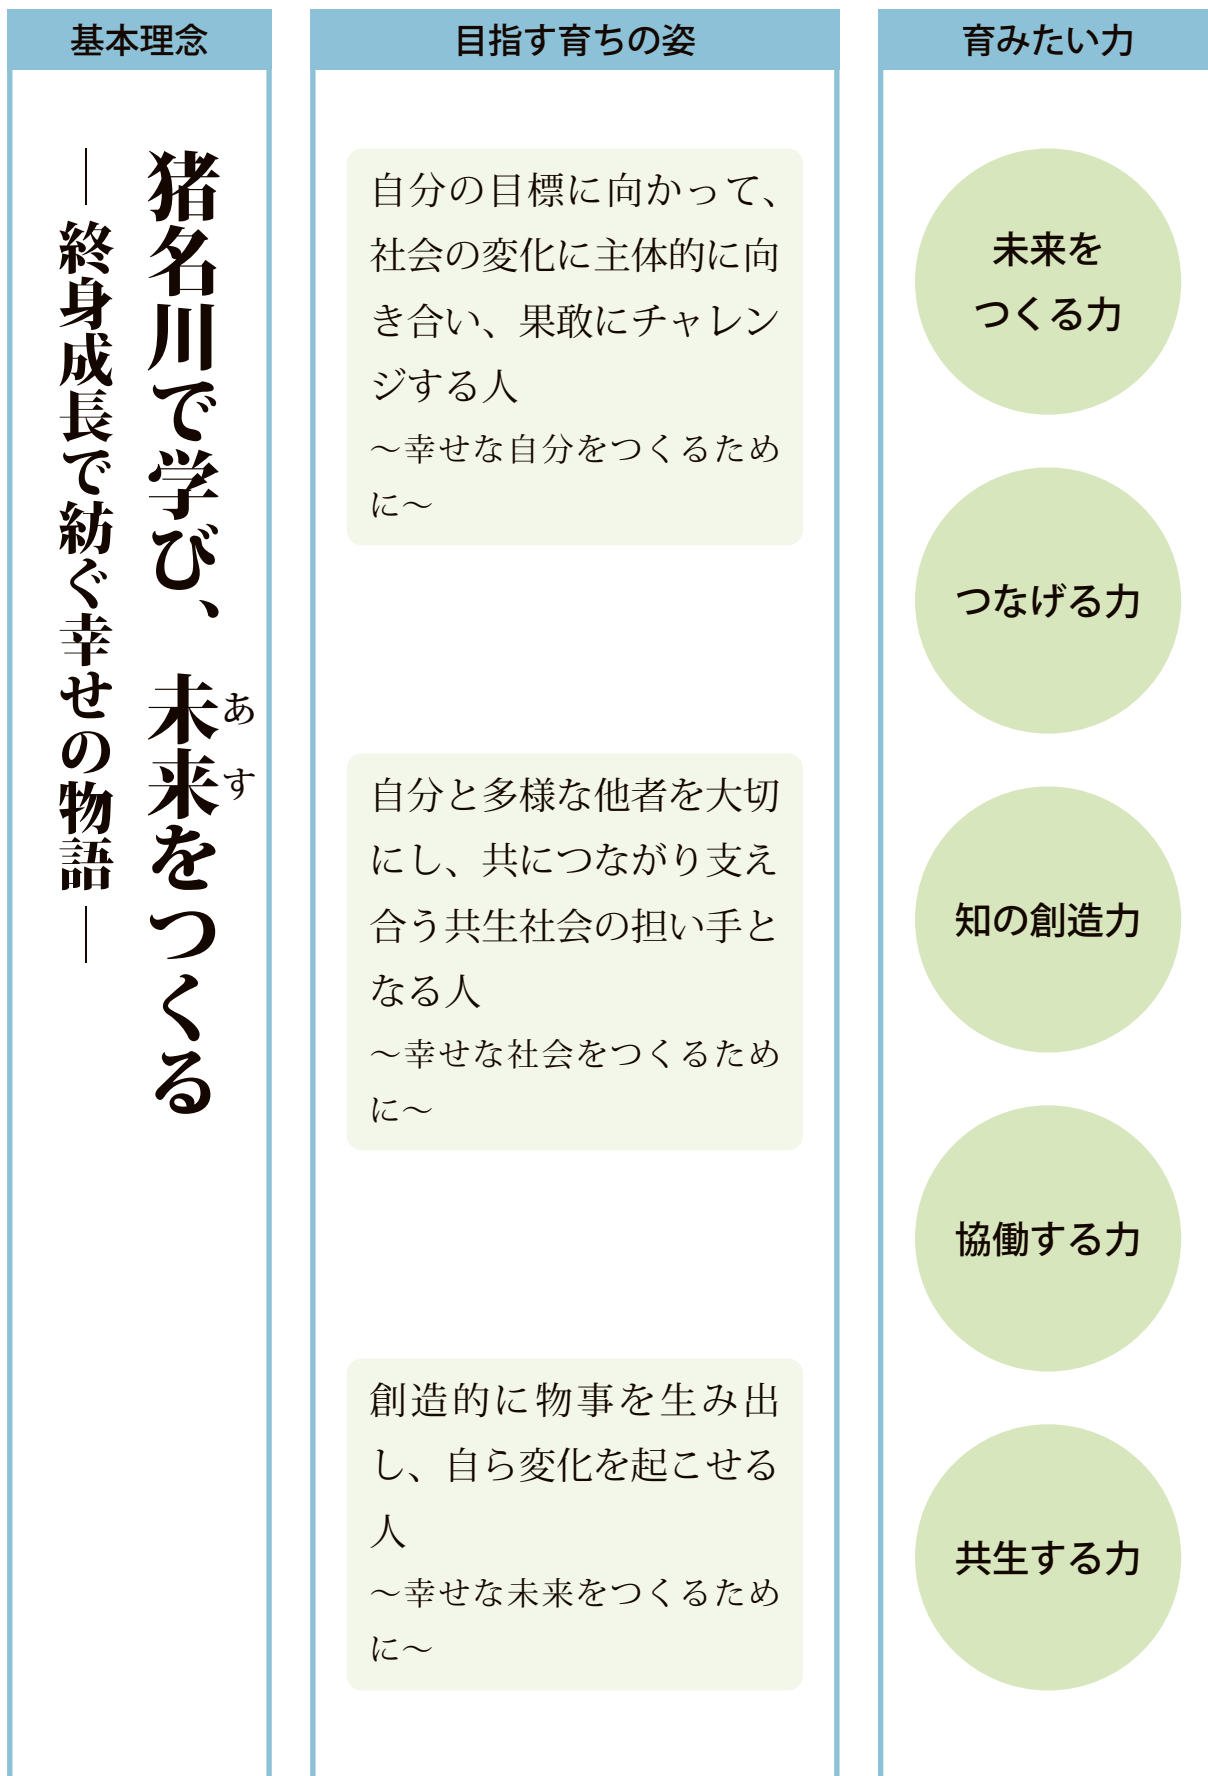 基本理念
猪名川で学び、未来をつくる
あす
―終身成長で紡ぐ幸せの物語―
目指す育ちの姿
自分の目標に向かって、
社会の変化に主体的に向
き合い、果敢にチャレン
ジする人
～幸せな自分をつくるため
に～
自分と多様な他者を大切
にし、共につながり支え
合う共生社会の担い手と
なる人
～幸せな社会をつくるため
に～
創造的に物事を生み出
し、自ら変化を起こせる
人
～幸せな未来をつくるため
に～
育みたい力
未来を
つくる力
つなげる力
知の創造力
協働する力
共生する力